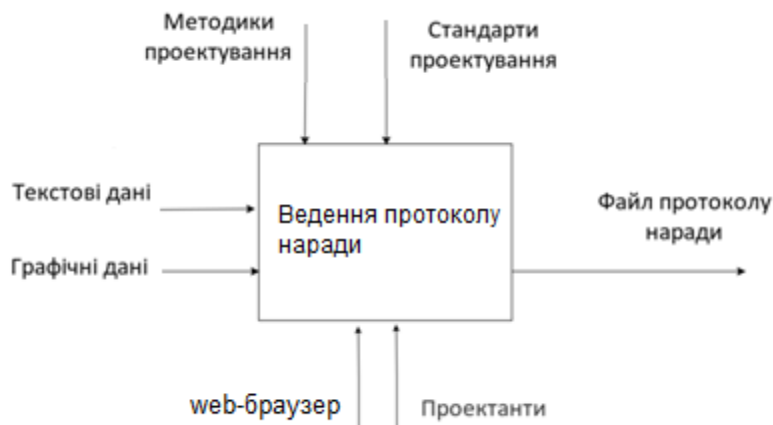 Методики
проектування
Стандарти
проектування
Текстові дані
Графічні дані
Ведення протоколу
наради
Файл протоколу
наради
web-браузер
Проектанти